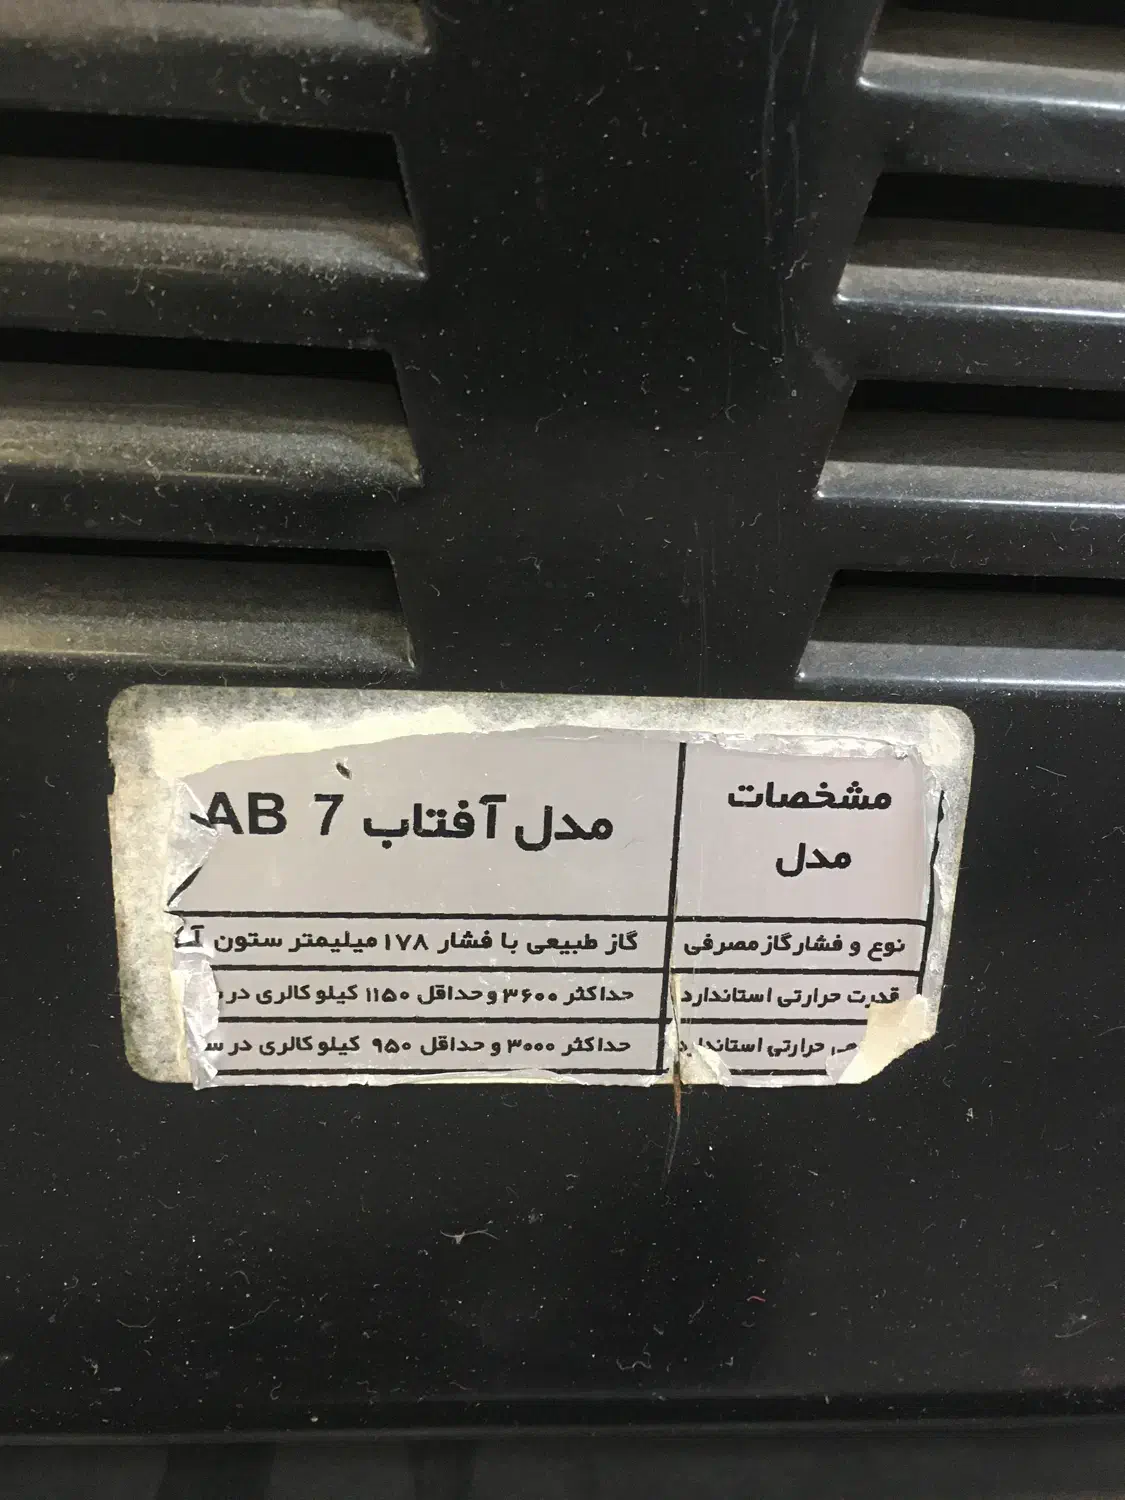 مشخصات
مدل
مدل آفتاب AB 7
نوع و فشار گاز مصرفی
گاز طبیعی با فشار ۱۷۸ میلیمتر ستون
قدرت حرارتی استاندارد
حداکثر ۳۶۰۰ و حداقل ۱۱۵۰ کیلو کالری در
حرارتی استاندارد
حداکثر ۳۰۰۰ و حداقل ۹۵۰ کیلو کالری در